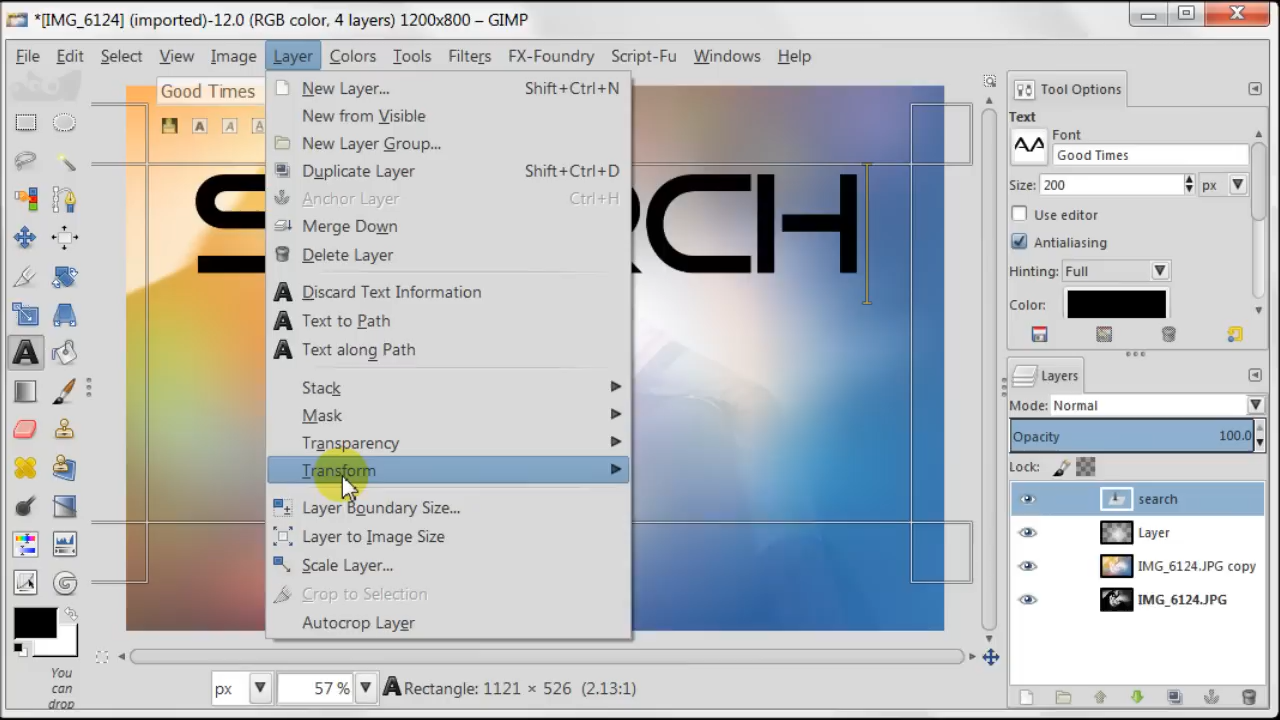 *[IMG_6124] (imported)-12.0 (RGB color, 4 layers) 1200x800 – GIMP
File Edit Select View Image Layer Colors Tools Filters FX-Foundry Script-Fu Windows Help
Good Times
New Layer... Shift+Ctrl+N
New from Visible
New Layer Group...
Duplicate Layer Shift+Ctrl+D
Anchor Layer Ctrl+H
Merge Down
Delete Layer
Discard Text Information
Text to Path
Text along Path
Stack
Mask
Transparency
Transform
Layer Boundary Size...
Layer to Image Size
Scale Layer...
Crop to Selection
Autocrop Layer
S RCH
You
can
drop
px 57 % Rectangle: 1121 × 526 (2.13:1)
Tool Options
Text
Font
Good Times
Size: 200 px
Use editor
Antialiasing
Hinting: Full
Color:
Layers
Mode: Normal
Opacity 100.0
Lock:
search
Layer
IMG_6124.JPG copy
IMG_6124.JPG